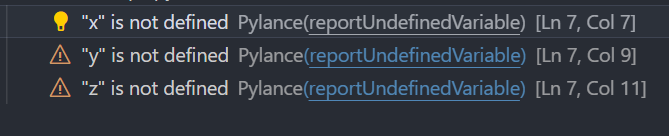 "x" is not defined Pylance(reportUndefinedVariable) [Ln 7, Col 7]
"y" is not defined Pylance(reportUndefinedVariable) [Ln 7, Col 9]
"z" is not defined Pylance(reportUndefinedVariable) [Ln 7, Col 11]